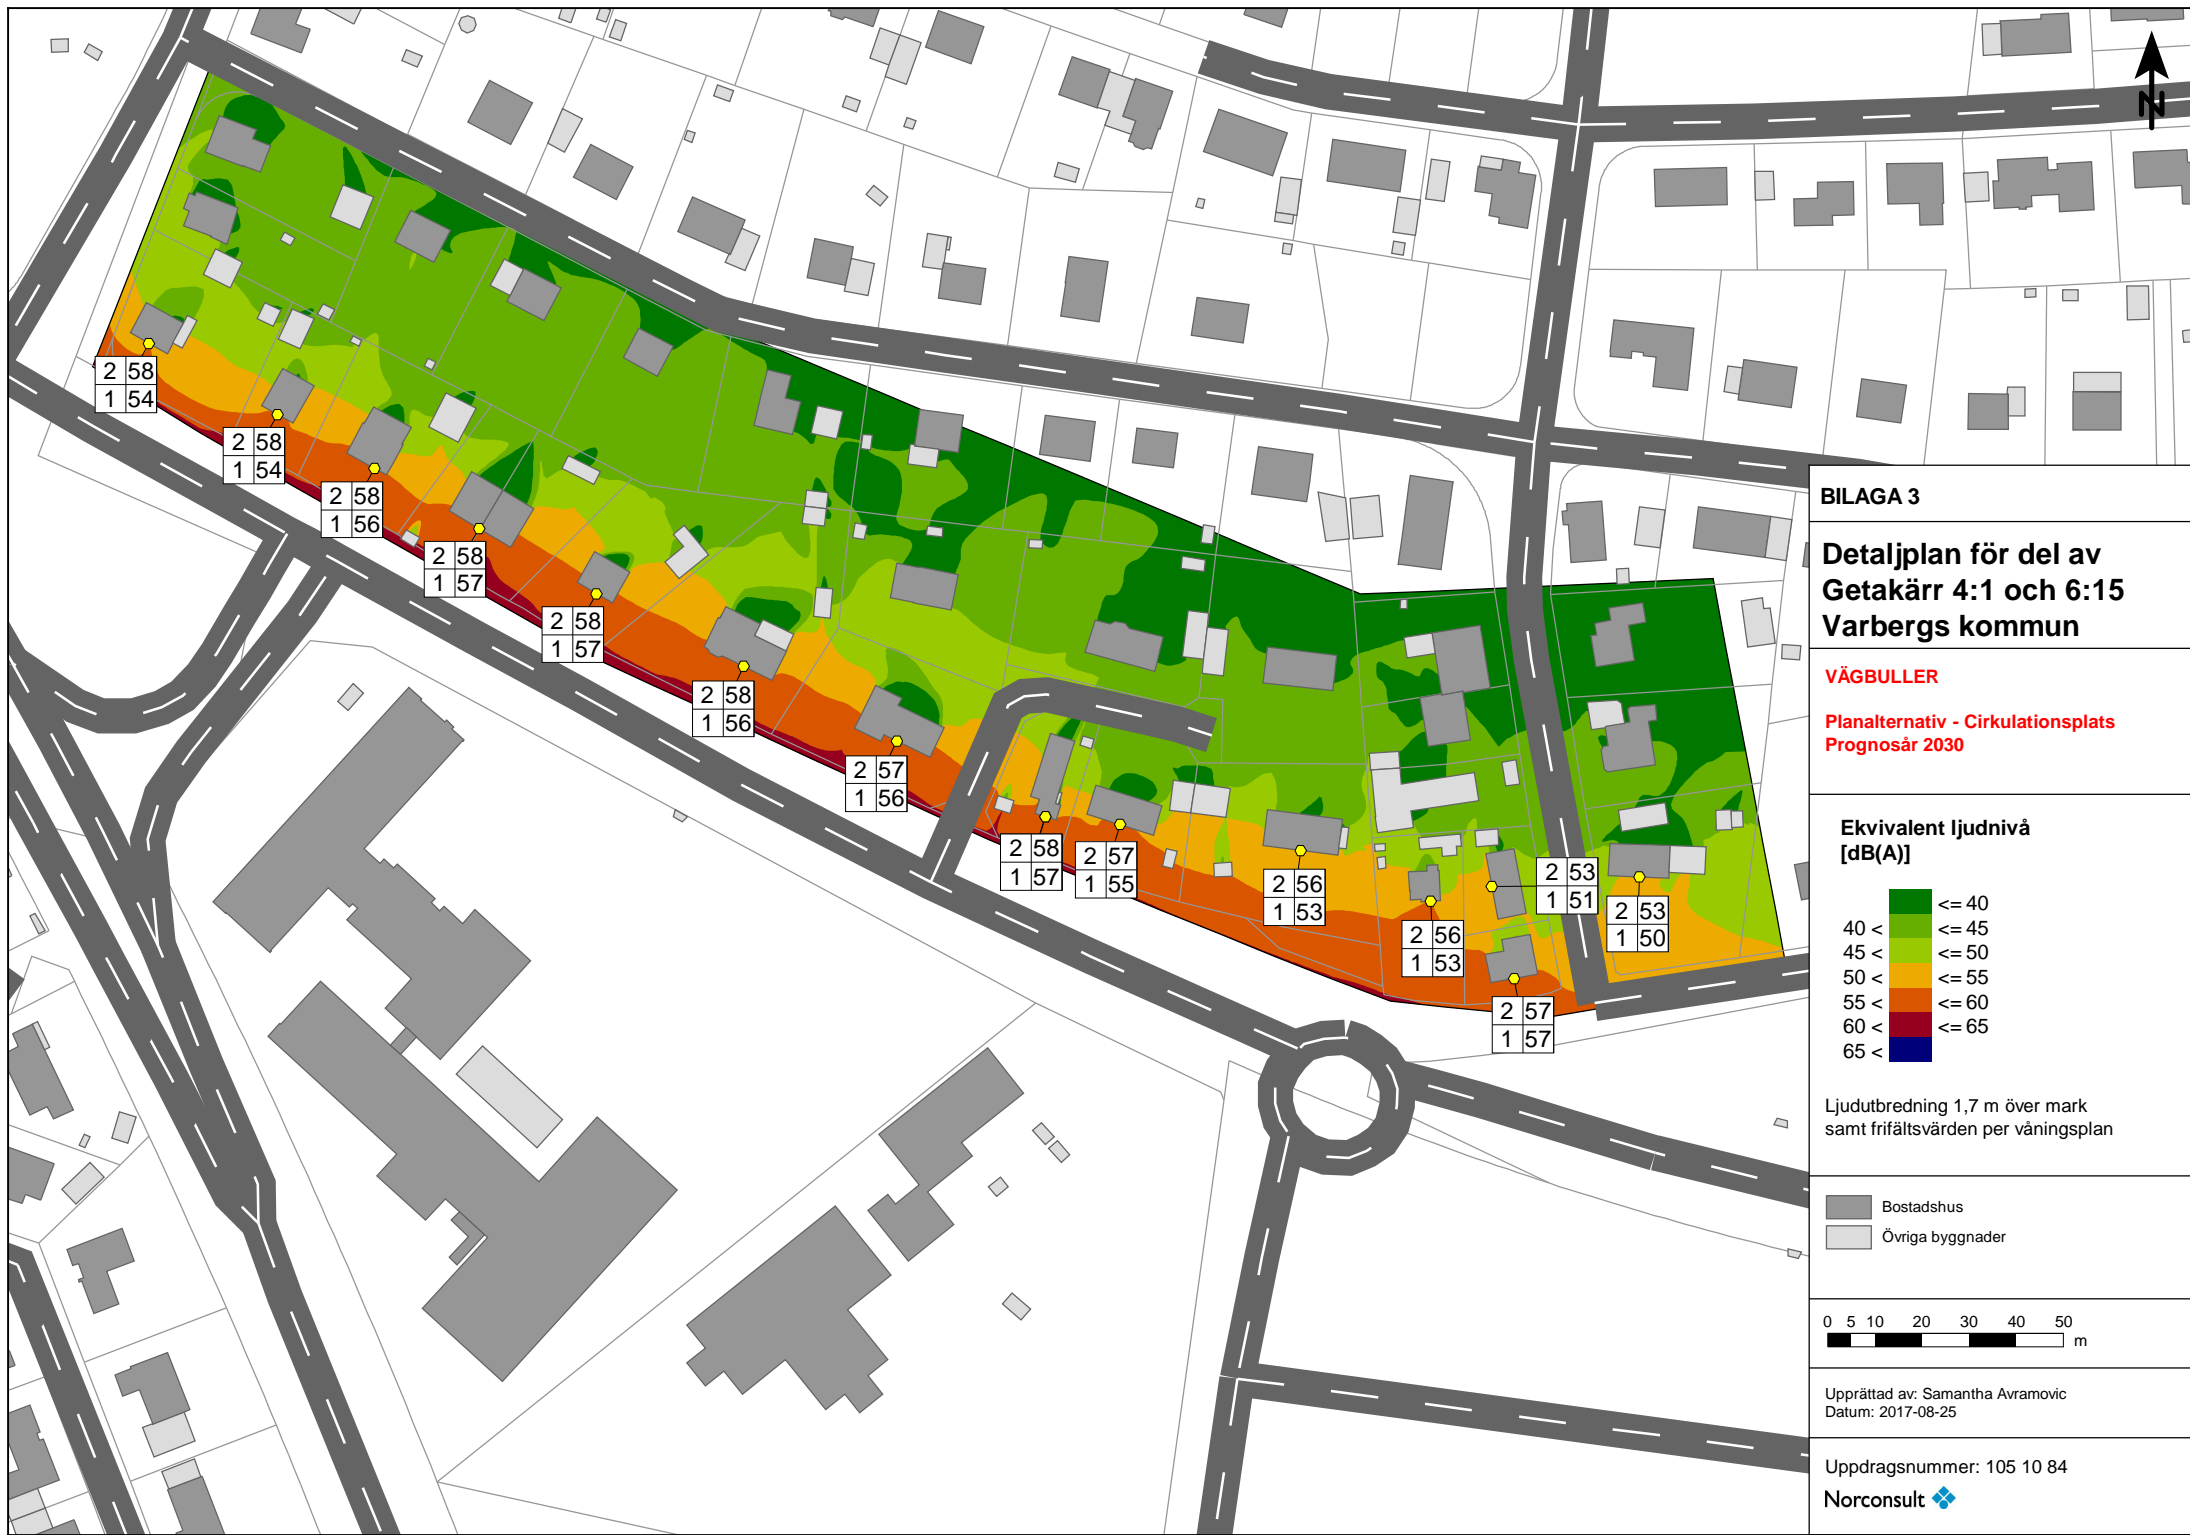 N
2 58
1 54
2 58
1 54
2 58
1 56
2 58
1 57
2 58
1 57
2 58
1 56
2 57
1 56
2 58
1 57
2 57
1 55
2 56
1 53
2 56
1 53
2 53
1 51
2 53
1 50
2 57
1 57
BILAGA 3
Detaljplan för del av
Getakärr 4:1 och 6:15
Varbergs kommun
VÄGBULLER
Planalternativ - Cirkulationsplats
Prognosår 2030
Ekvivalent ljudnivå
[dB(A)]
<= 40
40 < <= 45
45 < <= 50
50 < <= 55
55 < <= 60
60 < <= 65
65 <
Ljudutbredning 1,7 m över mark
samt frifältsvärden per våningsplan
Bostadshus
Övriga byggnader
0 5 10 20 30 40 50
m
Upprättad av: Samantha Avramovic
Datum: 2017-08-25
Uppdragsnummer: 105 10 84
Norconsult